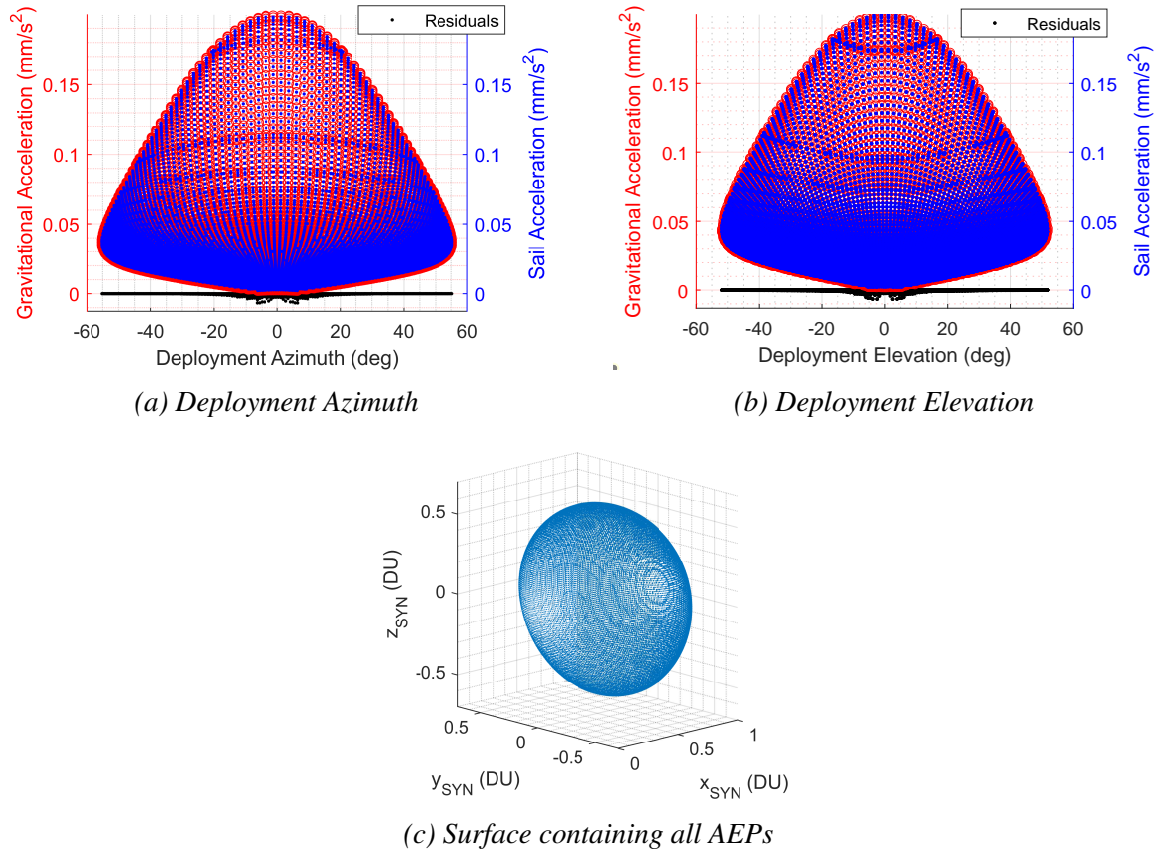 Residuals
Gravitational Acceleration (mm/s²)
0.15
0.1
0.05
0
Sail Acceleration (mm/s²)
0.15
0.1
0.05
0
-60 -40 -20 0 20 40 60
Deployment Azimuth (deg)
(a) Deployment Azimuth
Residuals
Gravitational Acceleration (mm/s²)
0.15
0.1
0.05
0
Sail Acceleration (mm/s²)
0.15
0.1
0.05
0
-60 -40 -20 0 20 40 60
Deployment Elevation (deg)
(b) Deployment Elevation
z_SYN (DU)
0.5
0
-0.5
0.5 0 -0.5
y_SYN (DU)
0 0.5 1
x_SYN (DU)
(c) Surface containing all AEPs